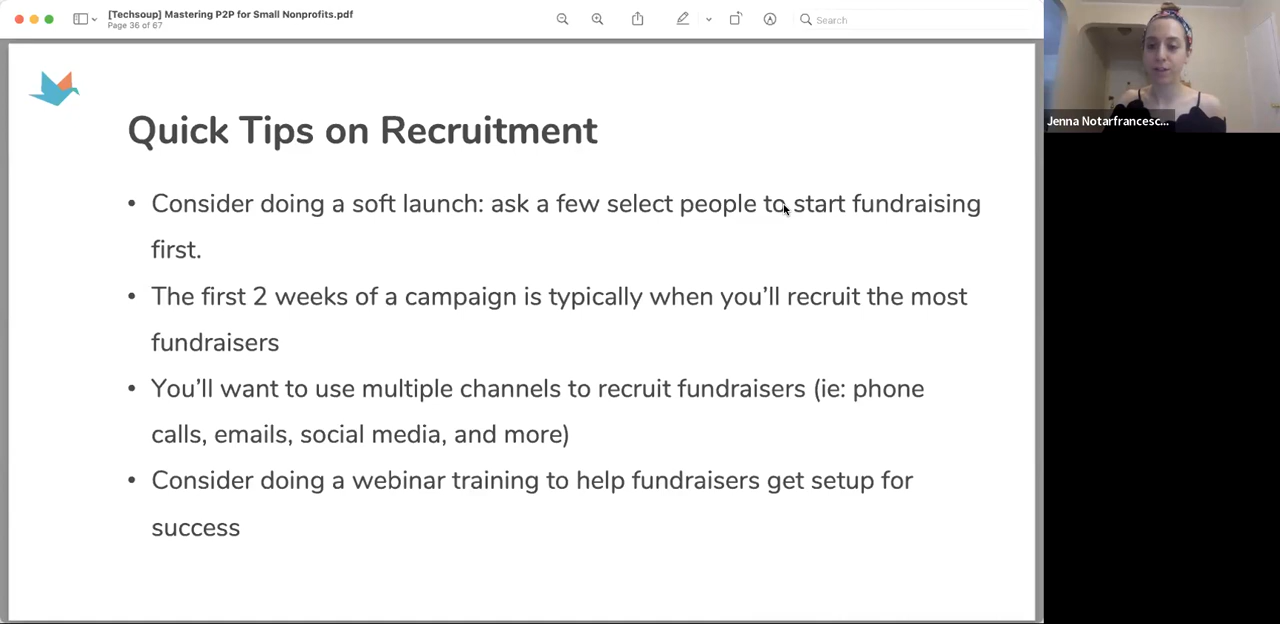 [Techsoup] Mastering P2P for Small Nonprofits.pdf
Page 36 of 67
Search
Jenna Notarfrancesc...
Quick Tips on Recruitment
• Consider doing a soft launch: ask a few select people to start fundraising
first.
• The first 2 weeks of a campaign is typically when you’ll recruit the most
fundraisers
• You’ll want to use multiple channels to recruit fundraisers (ie: phone
calls, emails, social media, and more)
• Consider doing a webinar training to help fundraisers get setup for
success